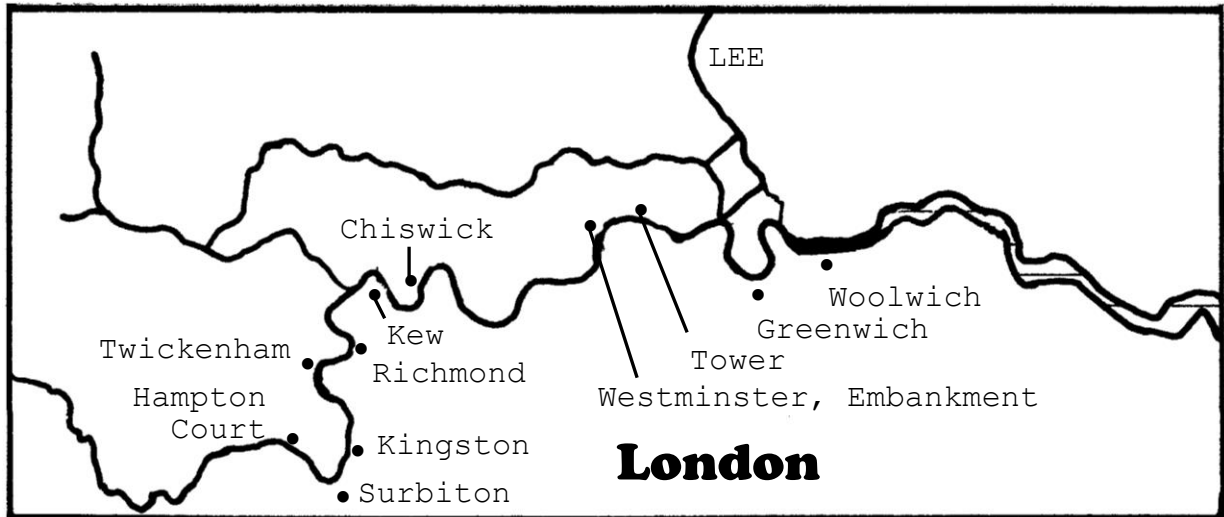 LEE
Chiswick
Kew
Woolwich
Greenwich
Twickenham
Richmond
Tower
Hampton
Court
Westminster, Embankment
Kingston
London
Surbiton